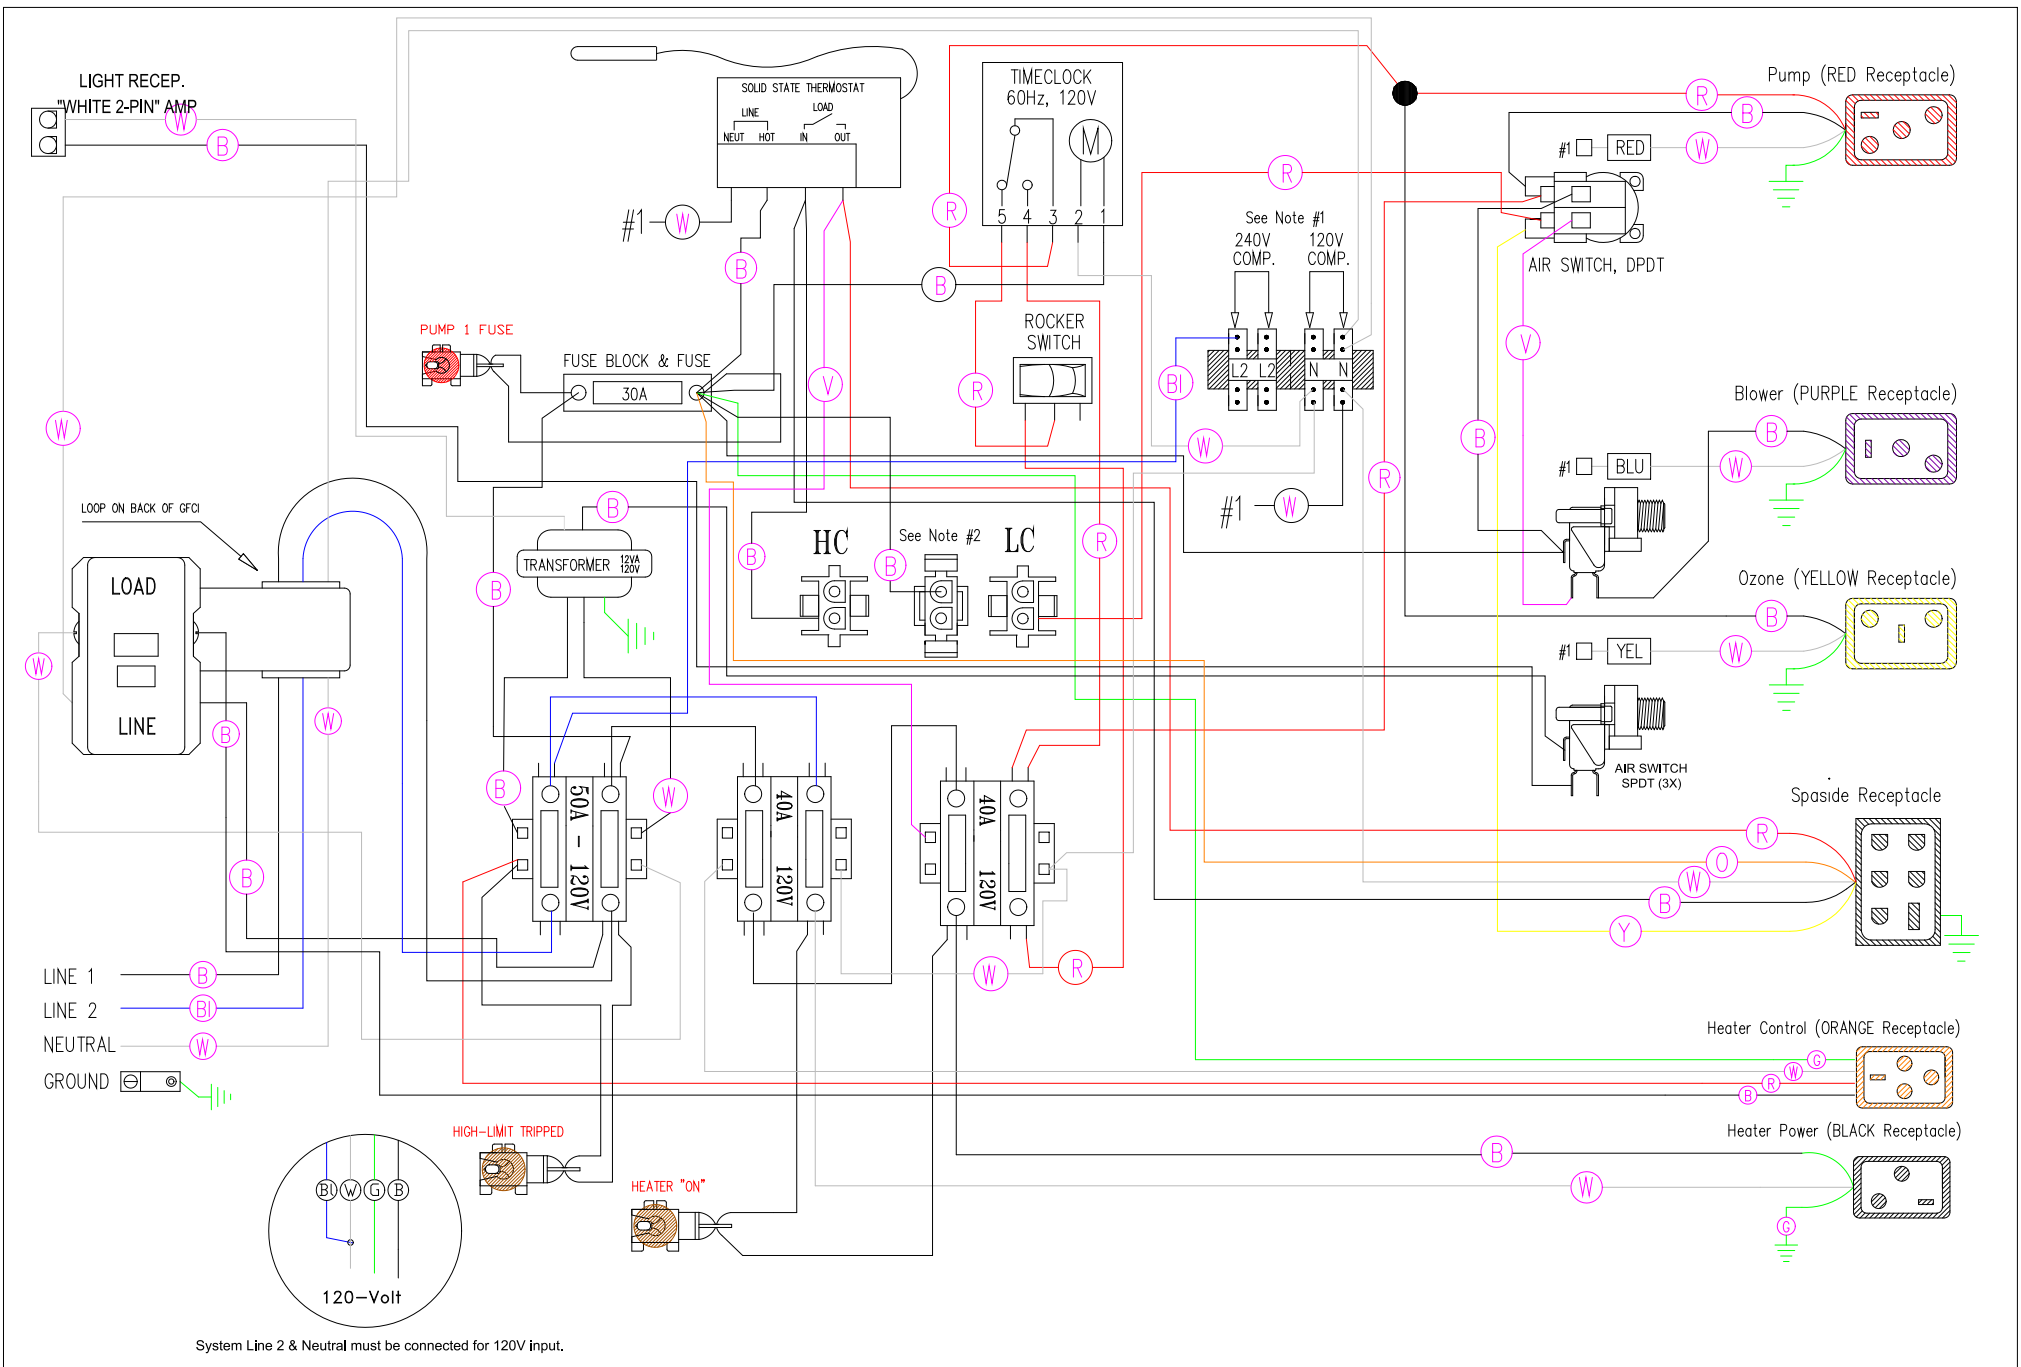 LIGHT RECEP.
"WHITE 2-PIN" AMP
W
B
SOLID STATE THERMOSTAT
LINE
LOAD
NEUT HOT IN OUT
#1 W
TIMECLOCK
60Hz, 120V
M
5 4 3 2 1
R
B
B
R
See Note #1
240V
COMP.
120V
COMP.
L2 L2 N N
Pump (RED Receptacle)
R
B
#1 RED W
AIR SWITCH, DPDT
PUMP 1 FUSE
FUSE BLOCK & FUSE
30A
V
ROCKER
SWITCH
R
BI
W
#1 W
R
B
V
Blower (PURPLE Receptacle)
B
#1 BLU W
W
LOOP ON BACK OF GFCI
LOAD
LINE
W
B
B
W
B
TRANSFORMER 12VA
120V
B
B
HC
See Note #2
B
LC
R
Ozone (YELLOW Receptacle)
B
#1 YEL W
AIR SWITCH
SPDT (3X)
B
W
50A - 120V
40A 120V
40A 120V
Spaside Receptacle
R
O
W
B
Y
W
R
LINE 1 B
LINE 2 BI
NEUTRAL W
GROUND
Heater Control (ORANGE Receptacle)
G
W
R
B
HIGH-LIMIT TRIPPED
HEATER "ON"
Heater Power (BLACK Receptacle)
B
W
G
BL W G B
120-Volt
System Line 2 & Neutral must be connected for 120V input.